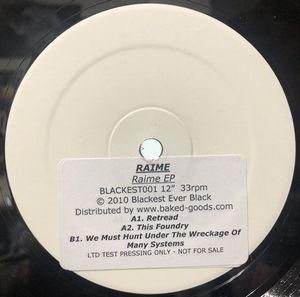 RAIME
Raime EP
BLACKEST001 12" 33rpm
© 2010 Blackest Ever Black
Distributed by www.baked-goods.com
A1. Retread
A2. This Foundry
B1. We Must Hunt Under The Wreckage Of
Many Systems
LTD TEST PRESSING ONLY - NOT FOR SALE